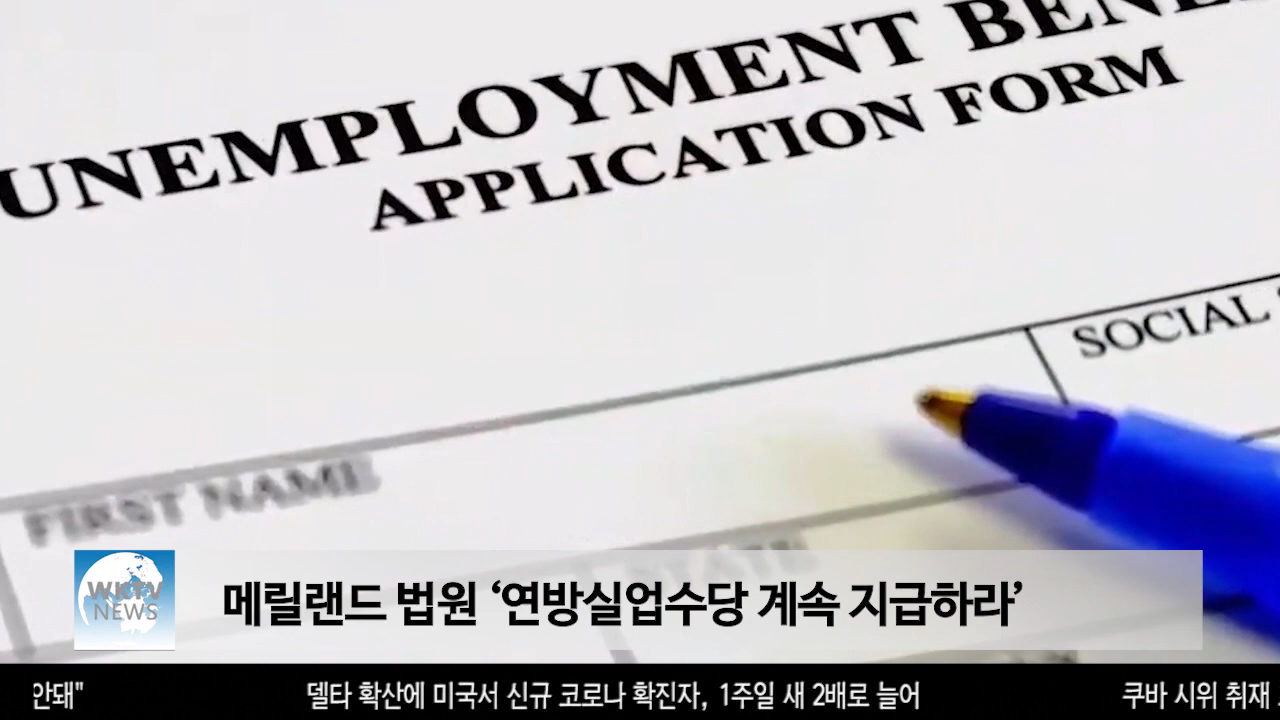 UNEMPLOYMENT
APPLICATION FORM
SOCIAL
FIRST NAME
STATE
WKTV
NEWS
메릴랜드 법원 ‘연방실업수당 계속 지급하라’
안돼" 델타 확산에 미국서 신규 코로나 확진자, 1주일 새 2배로 늘어 쿠바 시위 취재